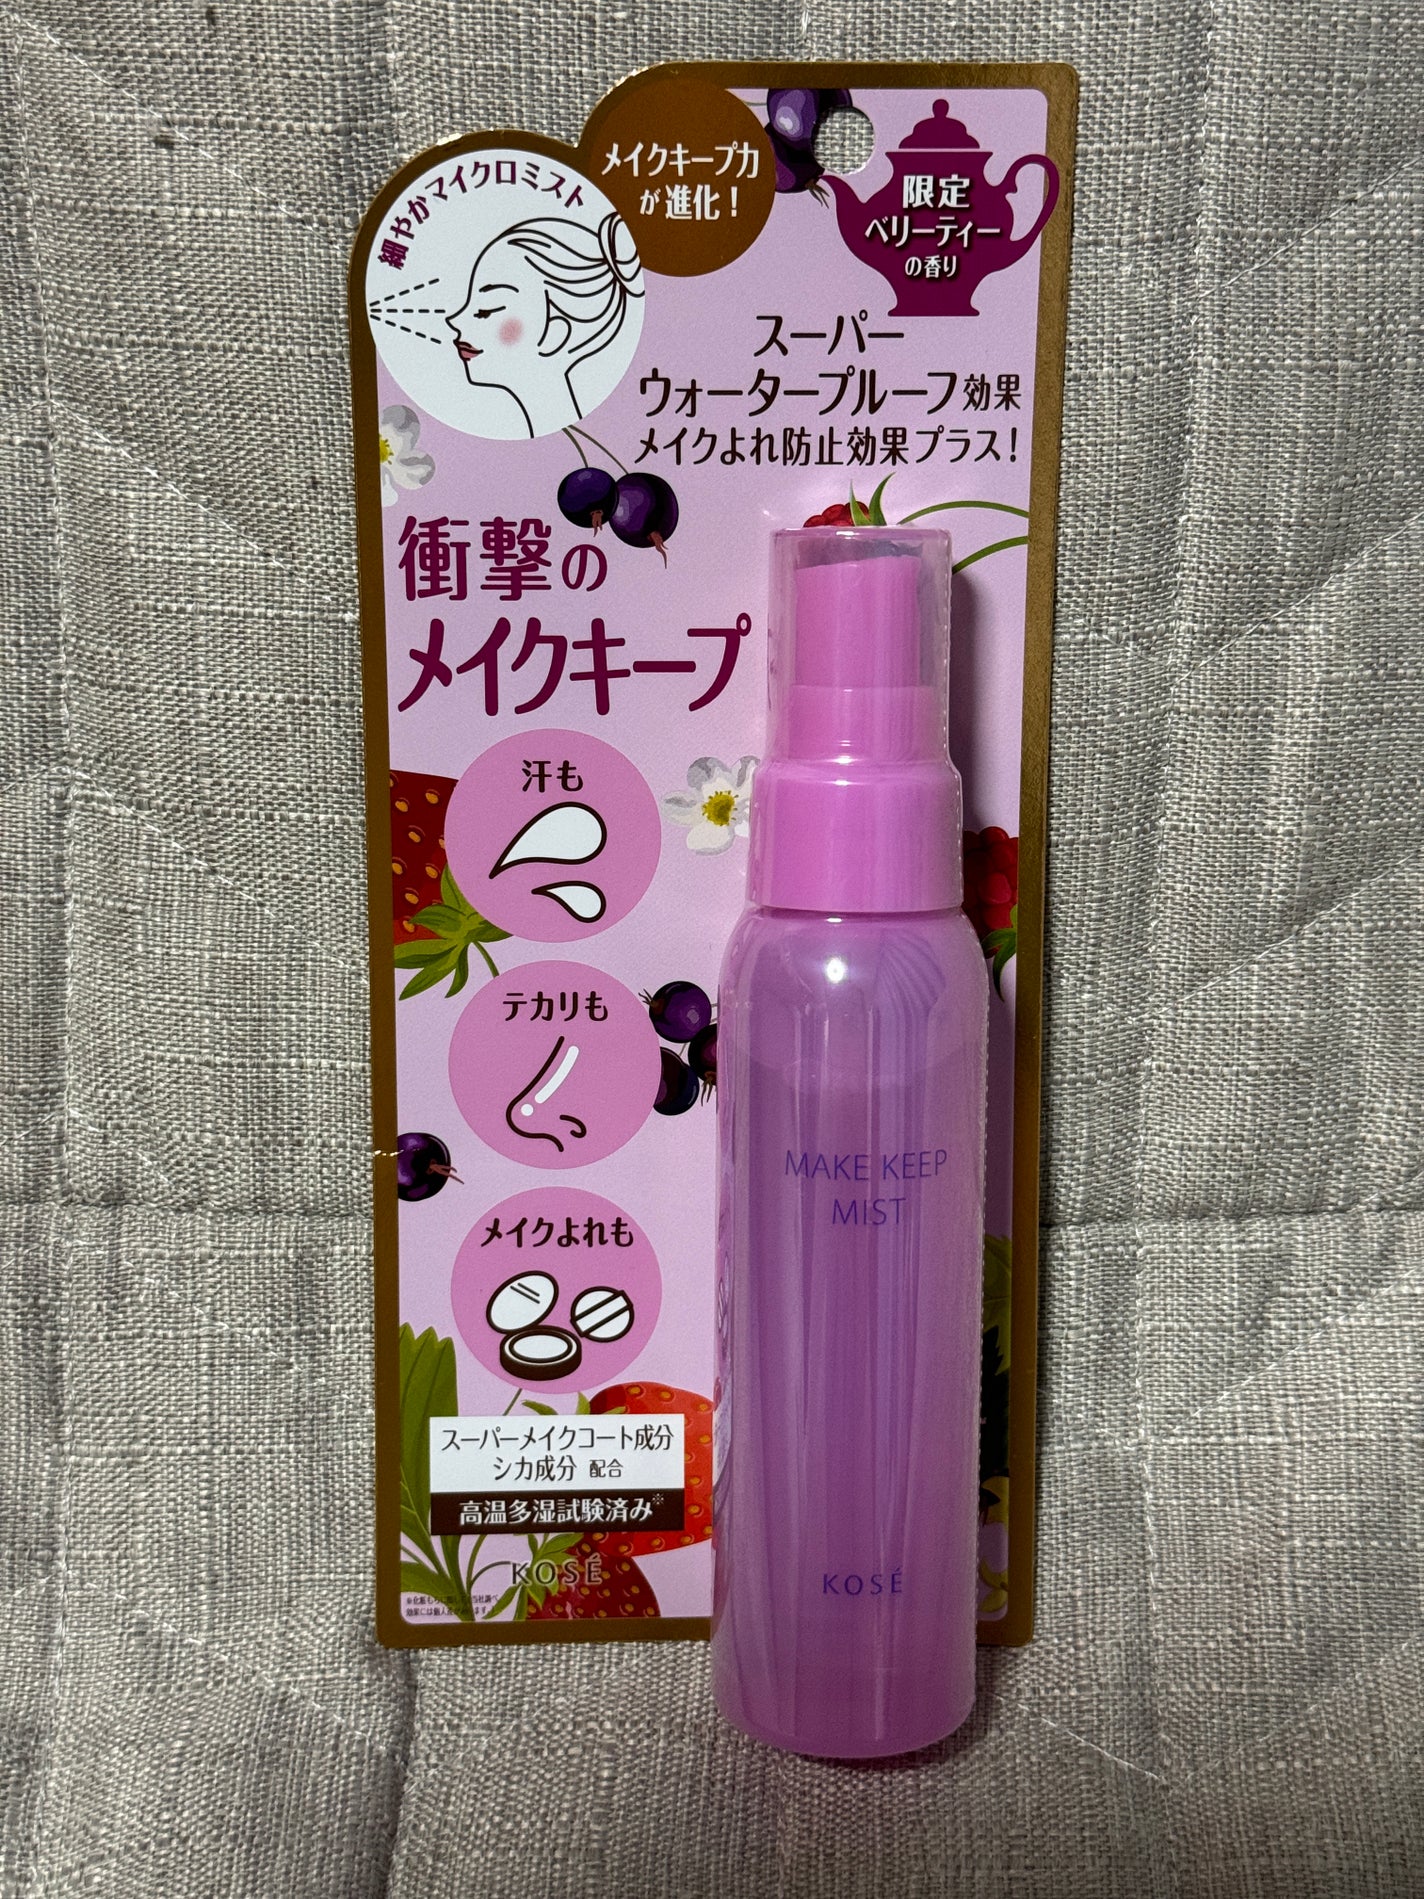 細やかマイクロミスト
メイクキープ力
が進化！
限定
ベリーティー
の香り
スーパー
ウォータープルーフ効果
メイクよれ防止効果プラス！
衝撃の
メイクキープ
汗も
テカリも
メイクよれも
MAKE KEEP
MIST
スーパーメイクコート成分
シカ成分 配合
高温多湿試験済み※
KOSÉ
KOSÉ